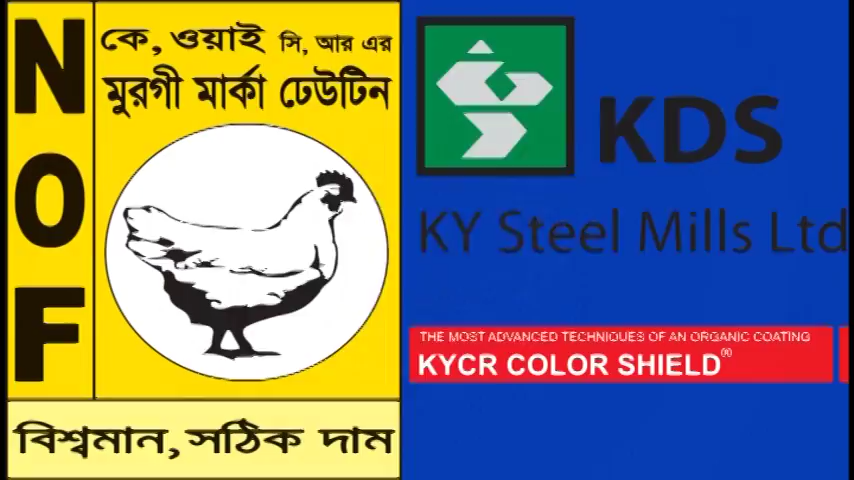 NOF
কে, ওয়াই সি, আর এর
মুরগী মার্কা ঢেউটিন
বিশ্বমান, সঠিক দাম
KDS
KY Steel Mills Ltd
THE MOST ADVANCED TECHNIQUES OF AN ORGANIC COATING
KYCR COLOR SHIELD